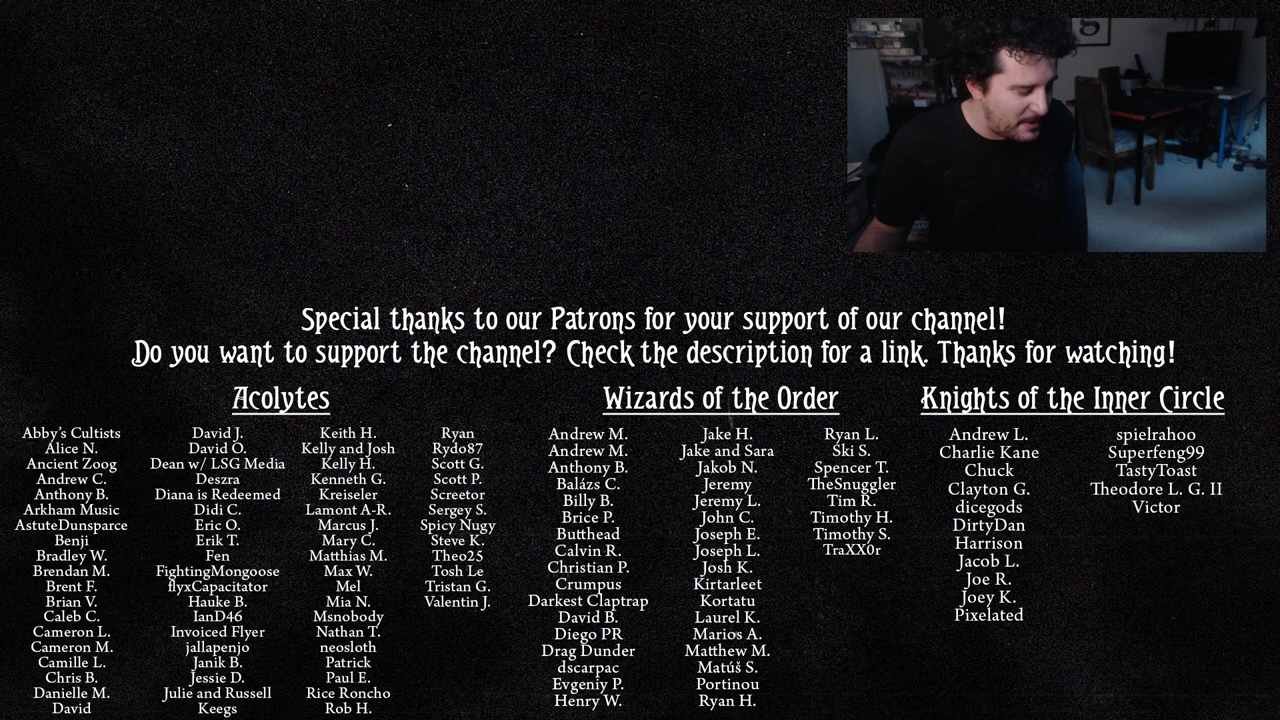 Special thanks to our Patrons for your support of our channel!
Do you want to support the channel? Check the description for a link. Thanks for watching!
Acolytes
Abby's Cultists
Alice N.
Ancient Zoog
Andrew C.
Anthony B.
Arkham Music
AstuteDunsparce
Benji
Bradley W.
Brendan M.
Brent F.
Brian V.
Caleb C.
Cameron L.
Cameron M.
Camille L.
Chris B.
Danielle M.
David
David J.
David O.
Dean w/ LSG Media
Deszra
Diana is Redeemed
Didi C.
Eric O.
Erik T.
Fen
FightingMongoose
flyxCapacitator
Hauke B.
IanD46
Invoiced Flyer
jallapenjo
Janik B.
Jessie D.
Julie and Russell
Keegs
Keith H.
Kelly and Josh
Kelly H.
Kenneth G.
Kreiseler
Lamont A-R.
Marcus J.
Mary C.
Matthias M.
Max W.
Mel
Mia N.
Msnobody
Nathan T.
neosloth
Patrick
Paul E.
Rice Roncho
Rob H.
Ryan
Rydo87
Scott G.
Scott P.
Screetor
Sergey S.
Spicy Nugy
Steve K.
Theo25
Tosh Le
Tristan G.
Valentin J.
Wizards of the Order
Andrew M.
Andrew M.
Anthony B.
Balázs C.
Billy B.
Brice P.
Butthead
Calvin R.
Christian P.
Crumpus
Darkest Claptrap
David B.
Diego PR
Drag Dunder
dscarpac
Evgeniy P.
Henry W.
Jake H.
Jake and Sara
Jakob N.
Jeremy
Jeremy L.
John C.
Joseph E.
Joseph L.
Josh K.
Kirtarleet
Kortatu
Laurel K.
Marios A.
Matthew M.
Matúš S.
Portinou
Ryan H.
Ryan L.
Ski S.
Spencer T.
TheSnuggler
Tim R.
Timothy H.
Timothy S.
TraXX0r
Knights of the Inner Circle
Andrew L.
Charlie Kane
Chuck
Clayton G.
dicegods
DirtyDan
Harrison
Jacob L.
Joe R.
Joey K.
Pixelated
spielrahoo
Superfeng99
TastyToast
Theodore L. G. II
Victor